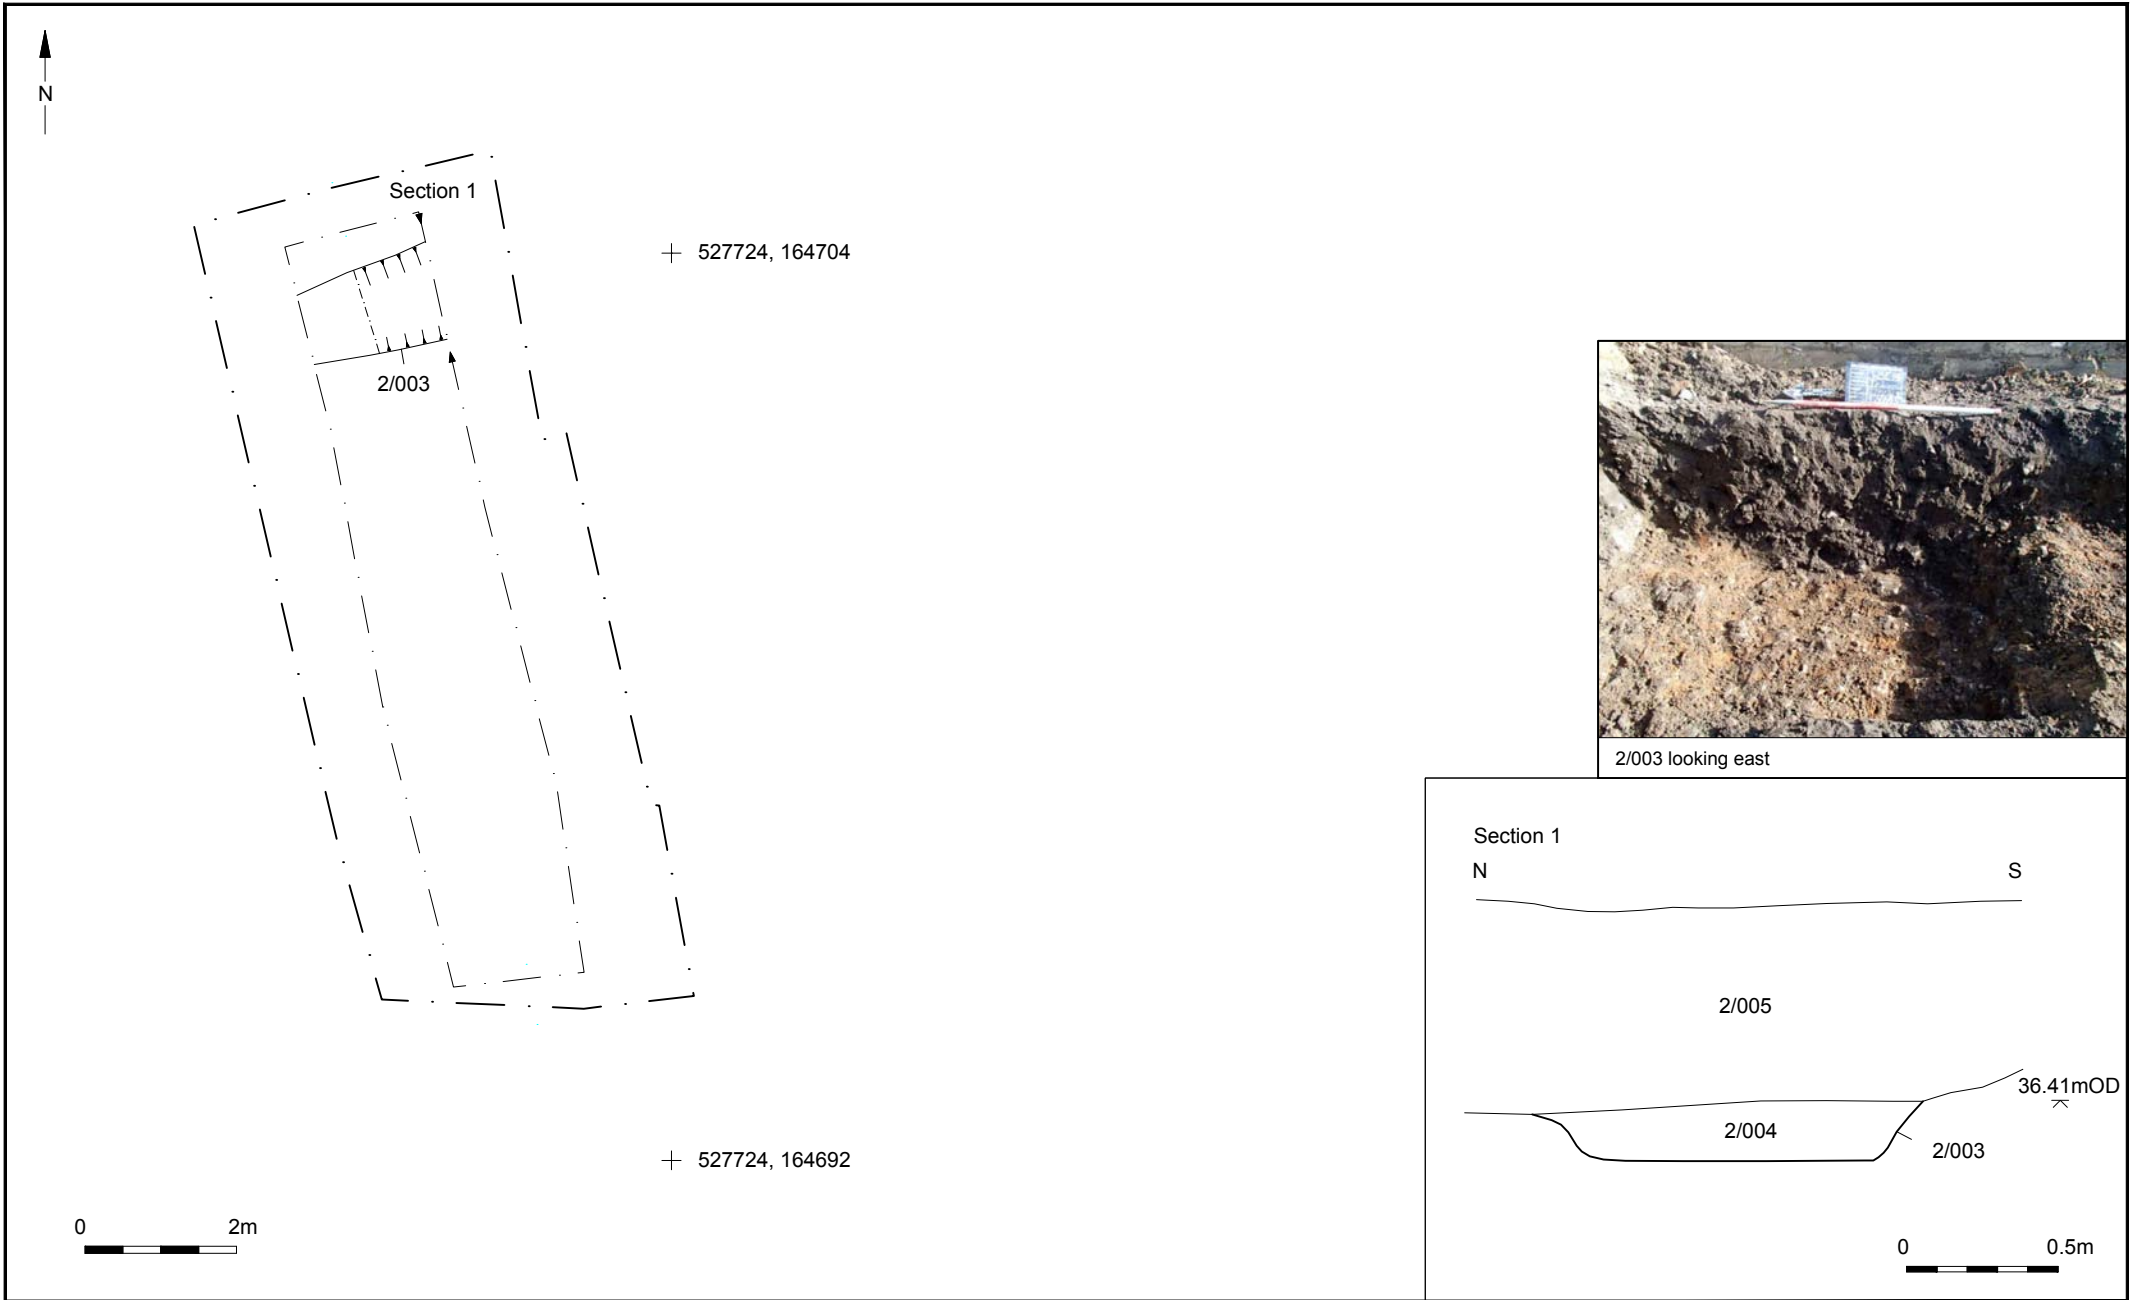 N
Section 1
527724, 164704
2/003
2/003 looking east
Section 1
N S
2/005
36.41mOD
2/004
2/003
527724, 164692
0 2m
0 0.5m